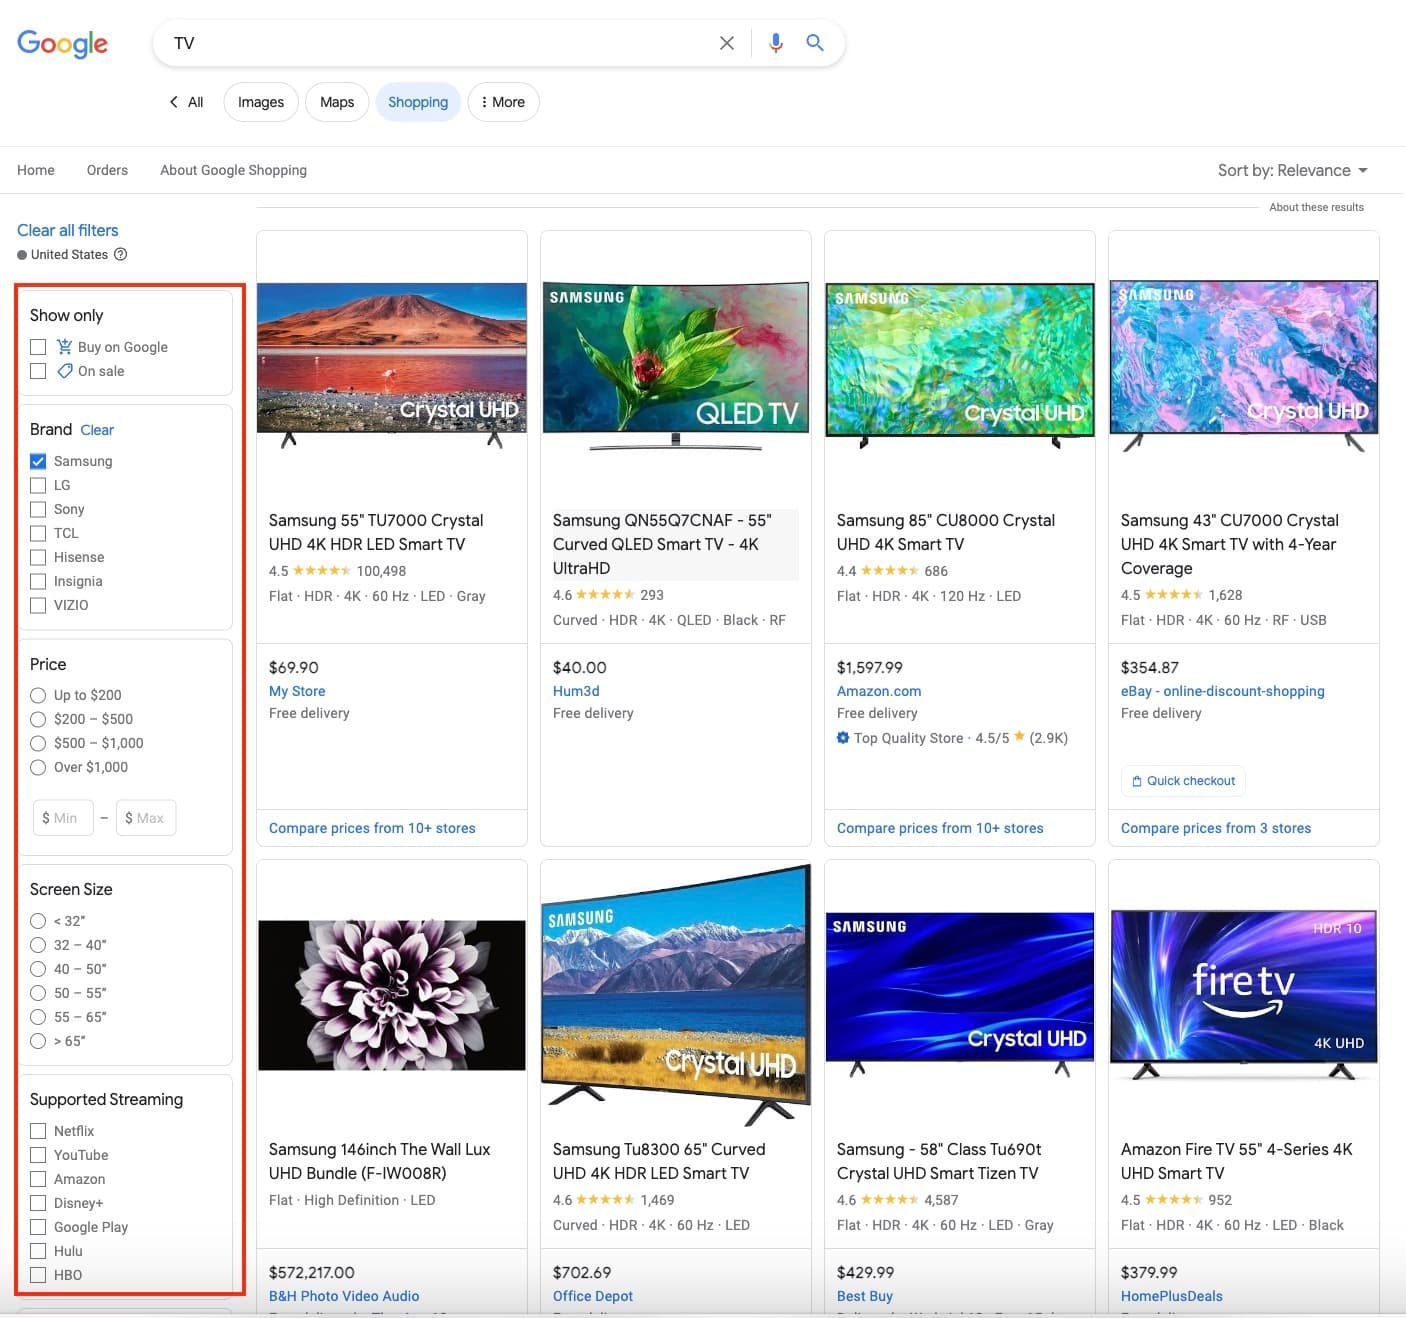 Google
TV
All
Images
Maps
Shopping
More
Home
Orders
About Google Shopping
Sort by: Relevance
About these results
Clear all filters
United States
Show only
Buy on Google
On sale
Brand Clear
Samsung
LG
Sony
TCL
Hisense
Insignia
VIZIO
Price
Up to $200
$200 – $500
$500 – $1,000
Over $1,000
$ Min – $ Max
Screen Size
< 32"
32 – 40"
40 – 50"
50 – 55"
55 – 65"
> 65"
Supported Streaming
Netflix
YouTube
Amazon
Disney+
Google Play
Hulu
HBO
Crystal UHD
Samsung 55" TU7000 Crystal
UHD 4K HDR LED Smart TV
4.5 ★★★★★ 100,498
Flat · HDR · 4K · 60 Hz · LED · Gray
$69.90
My Store
Free delivery
Compare prices from 10+ stores
SAMSUNG
QLED TV
Samsung QN55Q7CNAF - 55"
Curved QLED Smart TV - 4K
UltraHD
4.6 ★★★★★ 293
Curved · HDR · 4K · QLED · Black · RF
$40.00
Hum3d
Free delivery
SAMSUNG
Crystal UHD
Samsung 85" CU8000 Crystal
UHD 4K Smart TV
4.4 ★★★★★ 686
Flat · HDR · 4K · 120 Hz · LED
$1,597.99
Amazon.com
Free delivery
Top Quality Store · 4.5/5 ★ (2.9K)
Compare prices from 10+ stores
SAMSUNG
Crystal UHD
Samsung 43" CU7000 Crystal
UHD 4K Smart TV with 4-Year
Coverage
4.5 ★★★★★ 1,628
Flat · HDR · 4K · 60 Hz · RF · USB
$354.87
eBay - online-discount-shopping
Free delivery
Quick checkout
Compare prices from 3 stores
Samsung 146inch The Wall Lux
UHD Bundle (F-IW008R)
Flat · High Definition · LED
$572,217.00
B&H Photo Video Audio
SAMSUNG
Crystal UHD
Samsung Tu8300 65" Curved
UHD 4K HDR LED Smart TV
4.6 ★★★★★ 1,469
Curved · HDR · 4K · 60 Hz · LED
$702.69
Office Depot
SAMSUNG
Crystal UHD
Samsung - 58" Class Tu690t
Crystal UHD Smart Tizen TV
4.6 ★★★★★ 4,587
Flat · HDR · 4K · 60 Hz · LED · Gray
$429.99
Best Buy
HDR 10
fire tv
4K UHD
Amazon Fire TV 55" 4-Series 4K
UHD Smart TV
4.5 ★★★★★ 952
Flat · HDR · 4K · 60 Hz · LED · Black
$379.99
HomePlusDeals